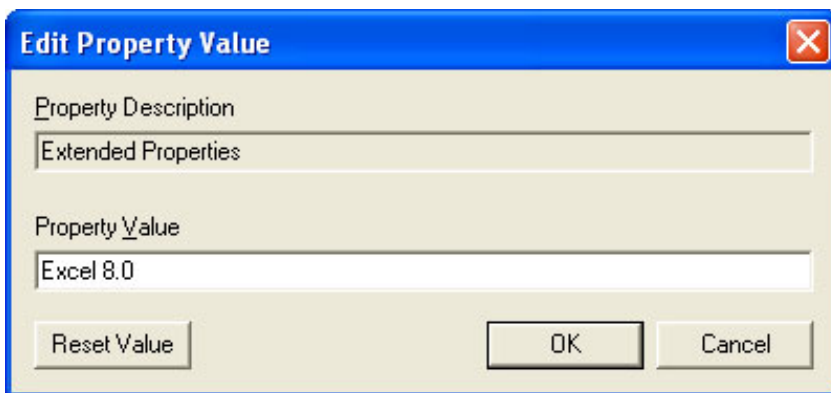 Edit Property Value
Property Description
Extended Properties
Property Value
Excel 8.0
Reset Value OK Cancel